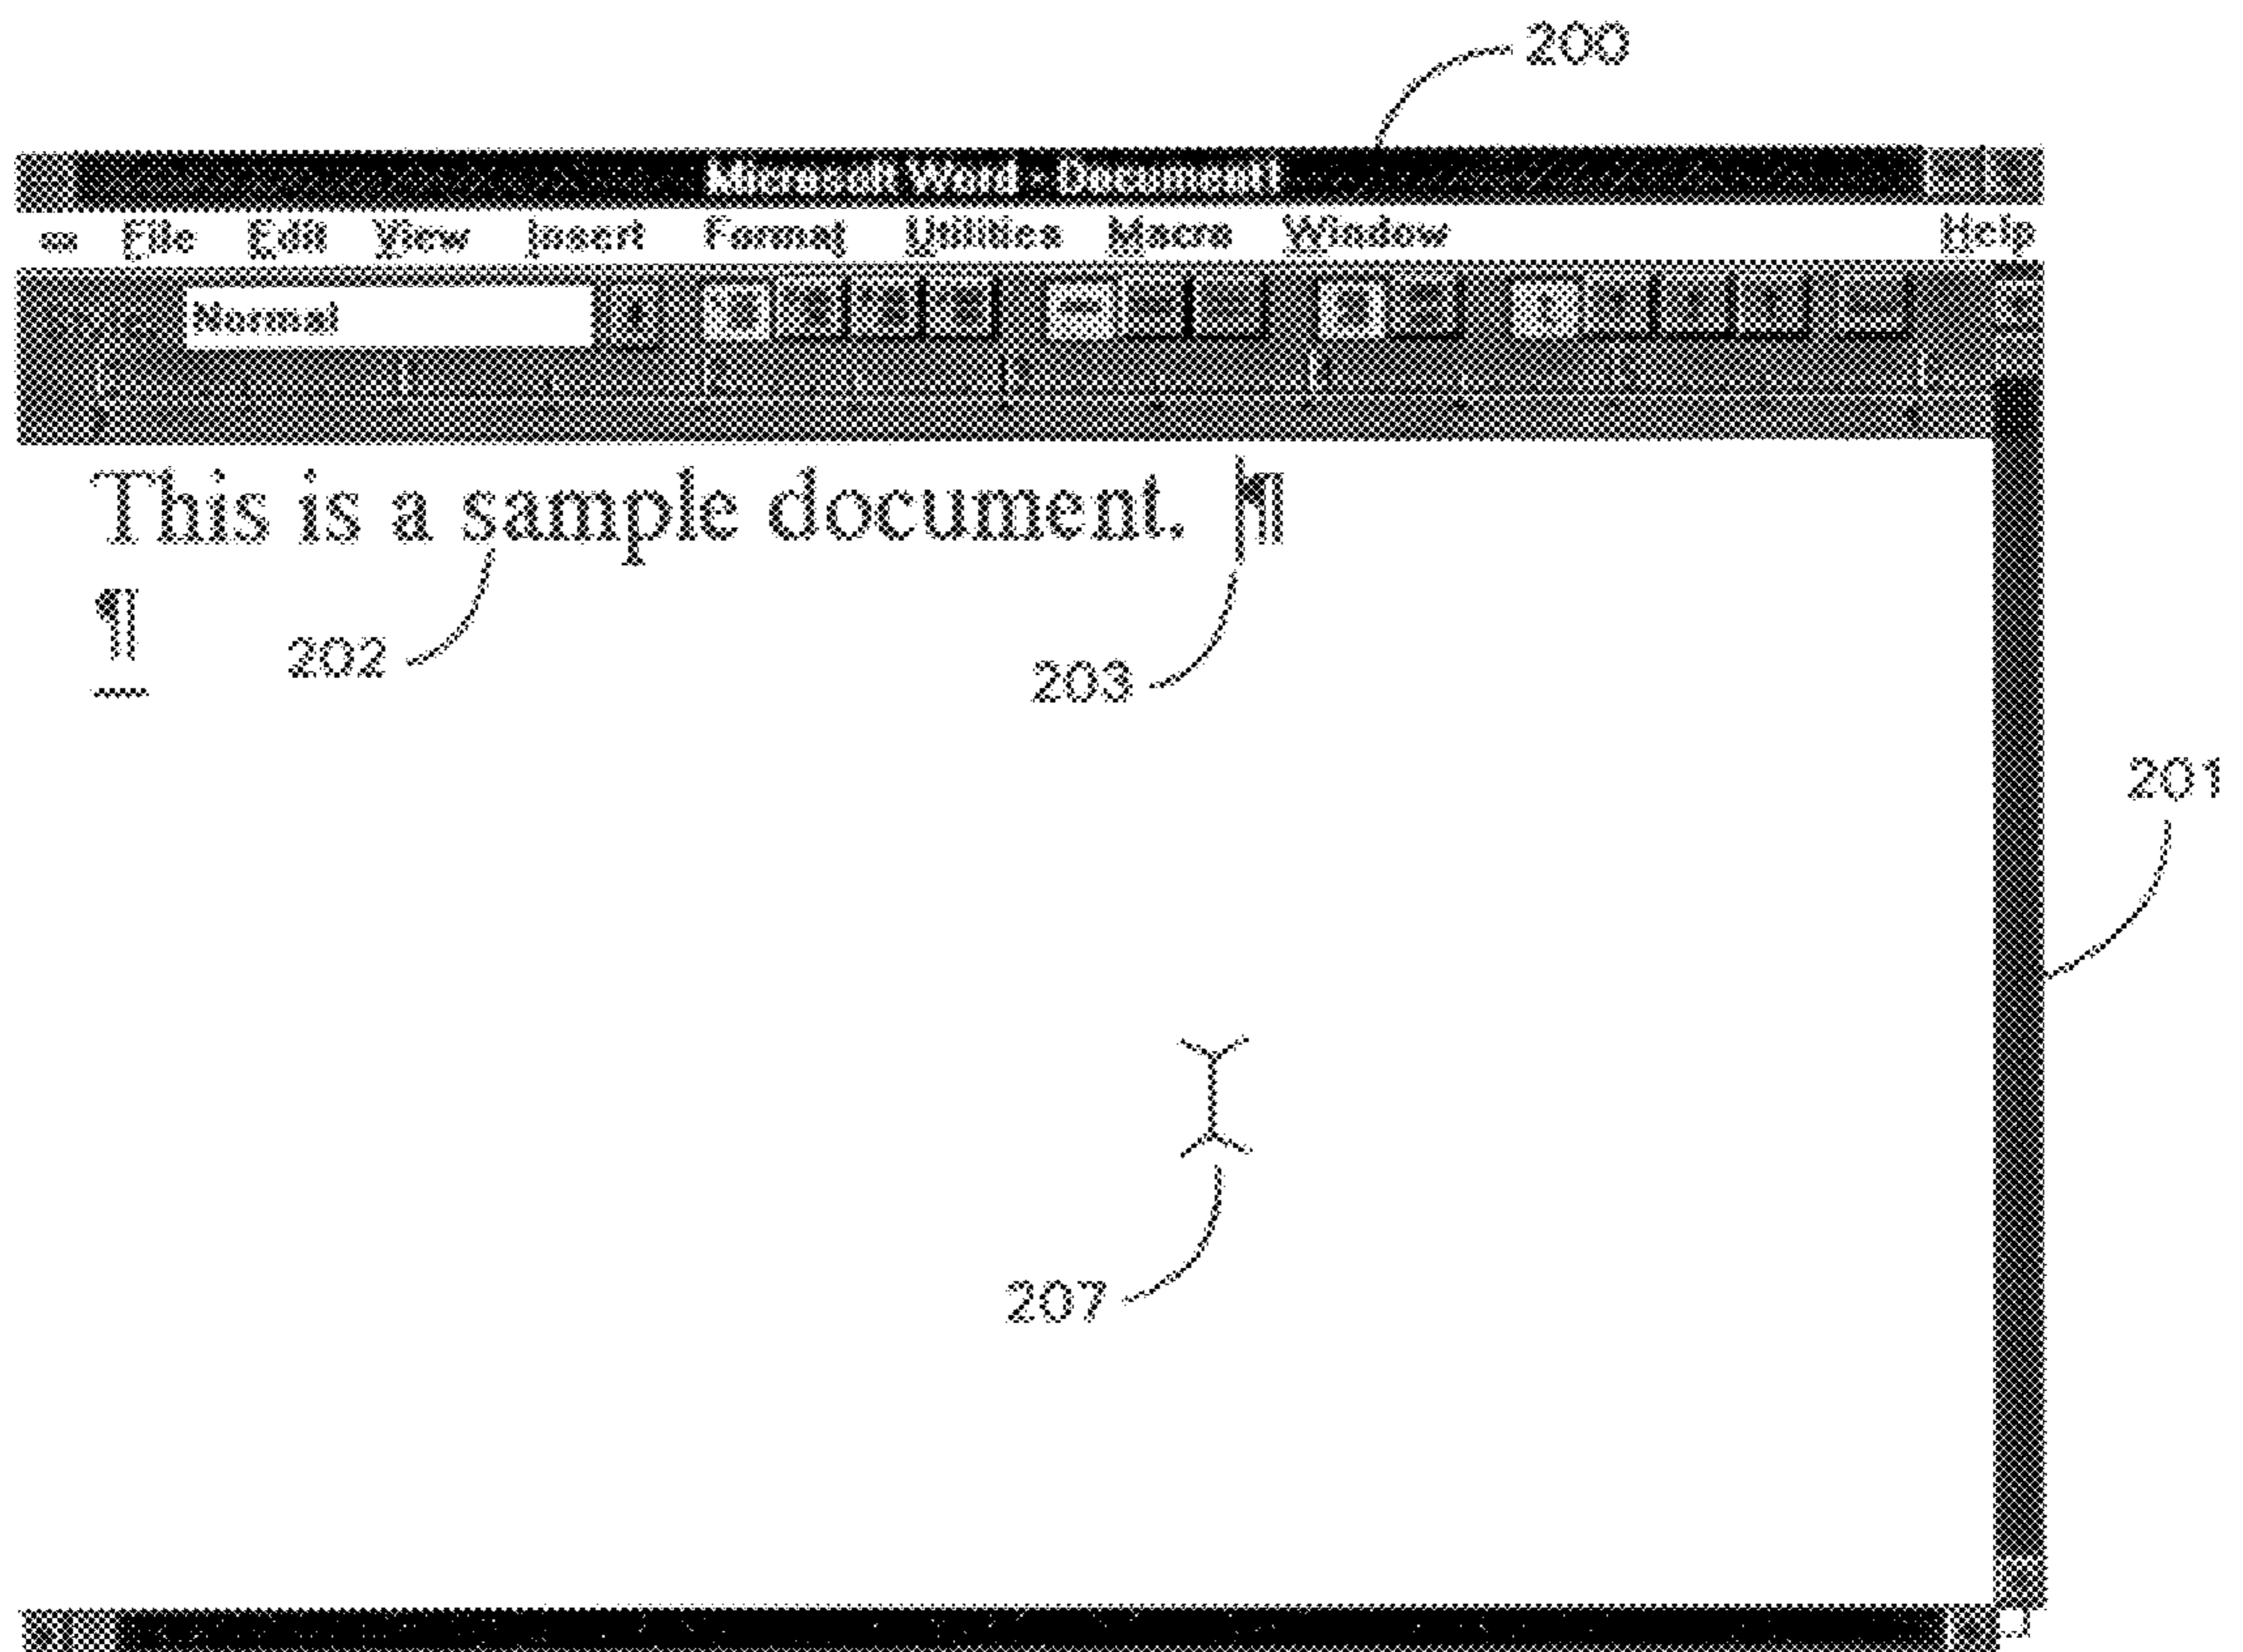 200
Microsoft Word - Document1
File Edit View Insert Format Utilities Macro Window Help
Normal
This is a sample document. ¶
¶
202
203
201
207